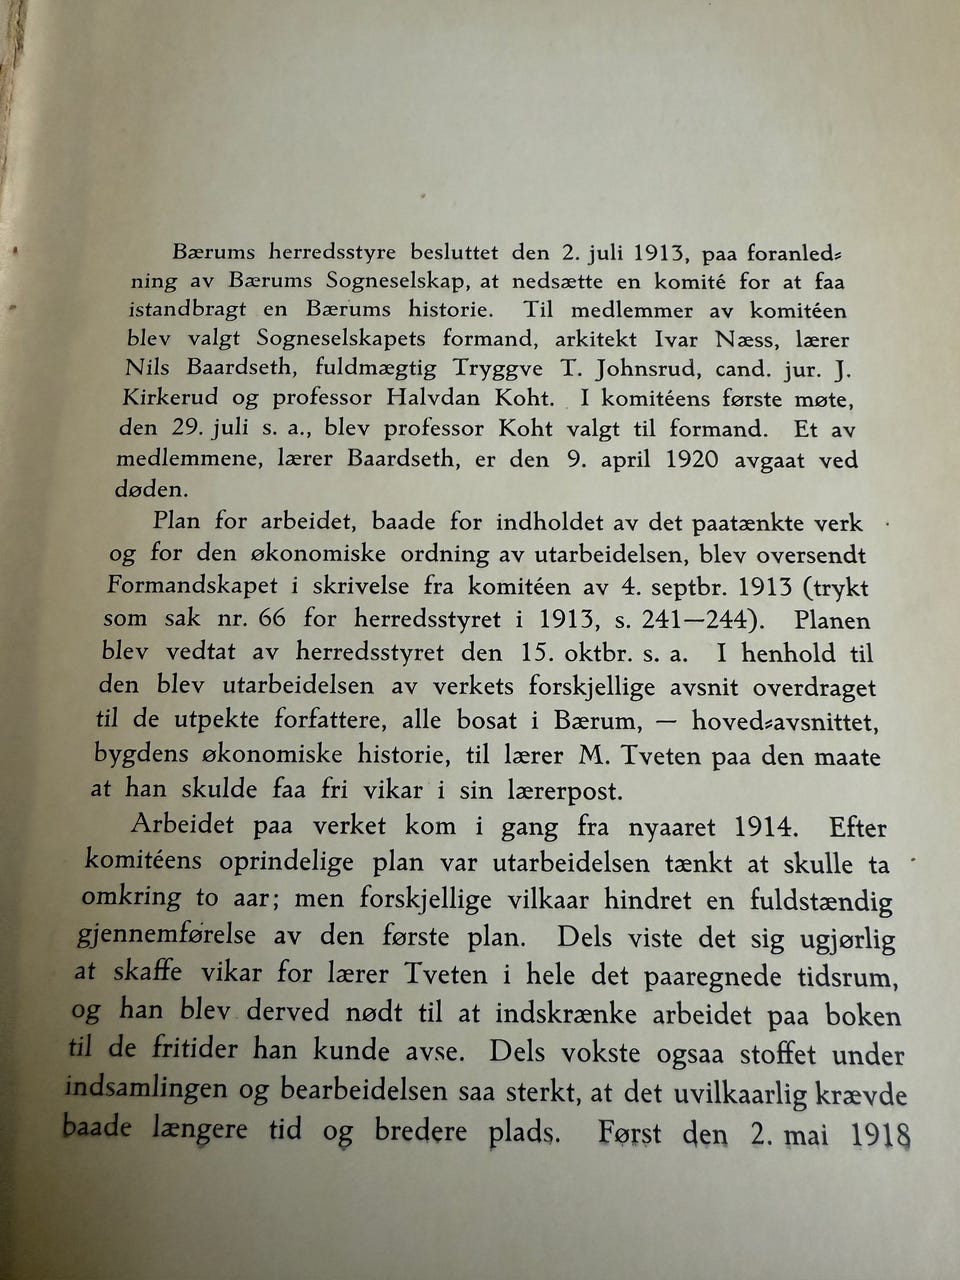 Bærums herredsstyre besluttet den 2. juli 1913, paa foranled-
ning av Bærums Sogneselskap, at nedsætte en komité for at faa
istandbragt en Bærums historie. Til medlemmer av komitéen
blev valgt Sogneselskapets formand, arkitekt Ivar Næss, lærer
Nils Baardseth, fuldmægtig Tryggve T. Johnsrud, cand. jur. J.
Kirkerud og professor Halvdan Koht. I komitéens første møte,
den 29. juli s. a., blev professor Koht valgt til formand. Et av
medlemmene, lærer Baardseth, er den 9. april 1920 avgaat ved
døden.
Plan for arbeidet, baade for indholdet av det paatænkte verk
og for den økonomiske ordning av utarbeidelsen, blev oversendt
Formandskapet i skrivelse fra komitéen av 4. septbr. 1913 (trykt
som sak nr. 66 for herredsstyret i 1913, s. 241—244). Planen
blev vedtat av herredsstyret den 15. oktbr. s. a. I henhold til
den blev utarbeidelsen av verkets forskjellige avsnit overdraget
til de utpekte forfattere, alle bosat i Bærum, — hoved-avsnittet,
bygdens økonomiske historie, til lærer M. Tveten paa den maate
at han skulde faa fri vikar i sin lærerpost.
Arbeidet paa verket kom i gang fra nyaaret 1914. Efter
komitéens oprindelige plan var utarbeidelsen tænkt at skulle ta
omkring to aar; men forskjellige vilkaar hindret en fuldstændig
gjennemførelse av den første plan. Dels viste det sig ugjørlig
at skaffe vikar for lærer Tveten i hele det paaregnede tidsrum,
og han blev derved nødt til at indskrænke arbeidet paa boken
til de fritider han kunde avse. Dels vokste ogsaa stoffet under
indsamlingen og bearbeidelsen saa sterkt, at det uvilkaarlig krævde
baade længere tid og bredere plads. Først den 2. mai 1918